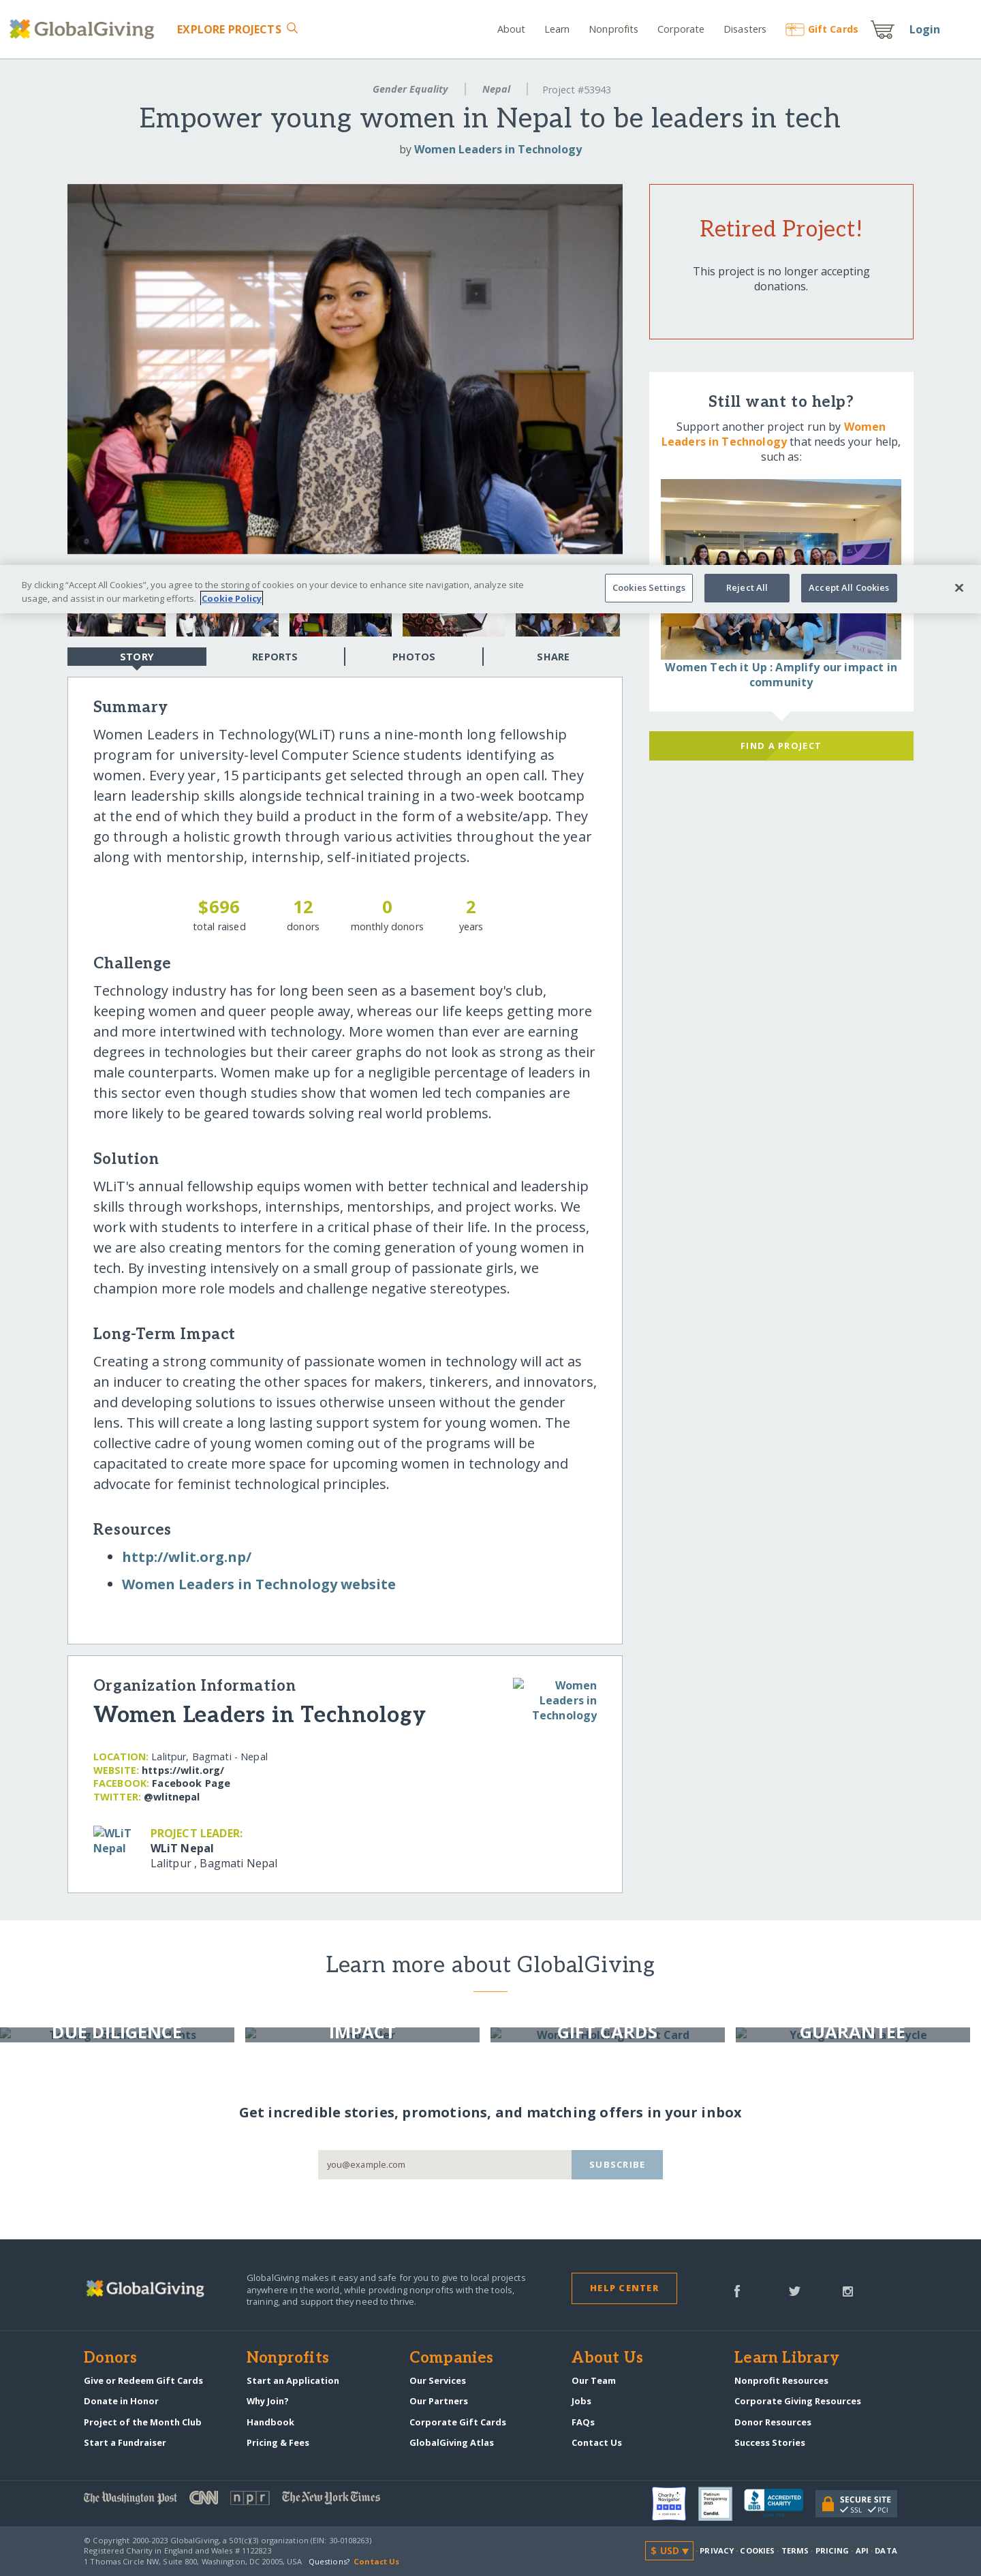 GlobalGiving EXPLORE PROJECTS About Learn Nonprofits Corporate Disasters Gift Cards Login
Gender Equality Nepal Project #53943
Empower young women in Nepal to be leaders in tech
by Women Leaders in Technology
Retired Project!
This project is no longer accepting
donations.
Still want to help?
Support another project run by Women
Leaders in Technology that needs your help,
such as:
By clicking “Accept All Cookies”, you agree to the storing of cookies on your device to enhance site navigation, analyze site
usage, and assist in our marketing efforts. Cookie Policy
Cookies Settings Reject All Accept All Cookies
Women Tech it Up : Amplify our impact in
community
FIND A PROJECT
STORY REPORTS PHOTOS SHARE
Summary
Women Leaders in Technology(WLiT) runs a nine-month long fellowship
program for university-level Computer Science students identifying as
women. Every year, 15 participants get selected through an open call. They
learn leadership skills alongside technical training in a two-week bootcamp
at the end of which they build a product in the form of a website/app. They
go through a holistic growth through various activities throughout the year
along with mentorship, internship, self-initiated projects.
$696 12 0 2
total raised donors monthly donors years
Challenge
Technology industry has for long been seen as a basement boy's club,
keeping women and queer people away, whereas our life keeps getting more
and more intertwined with technology. More women than ever are earning
degrees in technologies but their career graphs do not look as strong as their
male counterparts. Women make up for a negligible percentage of leaders in
this sector even though studies show that women led tech companies are
more likely to be geared towards solving real world problems.
Solution
WLiT's annual fellowship equips women with better technical and leadership
skills through workshops, internships, mentorships, and project works. We
work with students to interfere in a critical phase of their life. In the process,
we are also creating mentors for the coming generation of young women in
tech. By investing intensively on a small group of passionate girls, we
champion more role models and challenge negative stereotypes.
Long-Term Impact
Creating a strong community of passionate women in technology will act as
an inducer to creating the other spaces for makers, tinkerers, and innovators,
and developing solutions to issues otherwise unseen without the gender
lens. This will create a long lasting support system for young women. The
collective cadre of young women coming out of the programs will be
capacitated to create more space for upcoming women in technology and
advocate for feminist technological principles.
Resources
http://wlit.org.np/
Women Leaders in Technology website
Organization Information
Women Leaders in Technology
Women
Leaders in
Technology
LOCATION: Lalitpur, Bagmati - Nepal
WEBSITE: https://wlit.org/
FACEBOOK: Facebook Page
TWITTER: @wlitnepal
WLiT
Nepal
PROJECT LEADER:
WLiT Nepal
Lalitpur , Bagmati Nepal
Learn more about GlobalGiving
DUE DILIGENCE IMPACT GIFT CARDS GUARANTEE
Get incredible stories, promotions, and matching offers in your inbox
you@example.com SUBSCRIBE
GlobalGiving
GlobalGiving makes it easy and safe for you to give to local projects
anywhere in the world, while providing nonprofits with the tools,
training, and support they need to thrive.
HELP CENTER
Donors Nonprofits Companies About Us Learn Library
Give or Redeem Gift Cards Start an Application Our Services Our Team Nonprofit Resources
Donate in Honor Why Join? Our Partners Jobs Corporate Giving Resources
Project of the Month Club Handbook Corporate Gift Cards FAQs Donor Resources
Start a Fundraiser Pricing & Fees GlobalGiving Atlas Contact Us Success Stories
The Washington Post CNN npr The New York Times
Charity Navigator
Platinum Transparency Candid.
BBB ACCREDITED CHARITY
SECURE SITE
SSL PCI
© Copyright 2000-2023 GlobalGiving, a 501(c)(3) organization (EIN: 30-0108263)
Registered Charity in England and Wales # 1122823
1 Thomas Circle NW, Suite 800, Washington, DC 20005, USA Questions? Contact Us
$ USD PRIVACY · COOKIES · TERMS · PRICING · API · DATA